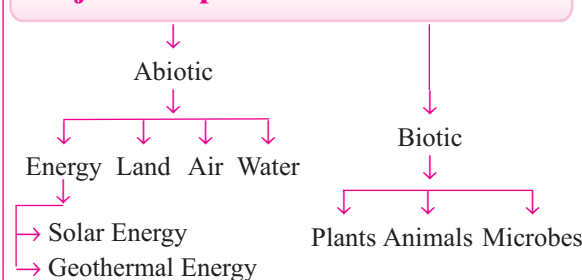 Abiotic
Biotic
Energy Land Air Water
Plants Animals Microbes
Solar Energy
Geothermal Energy